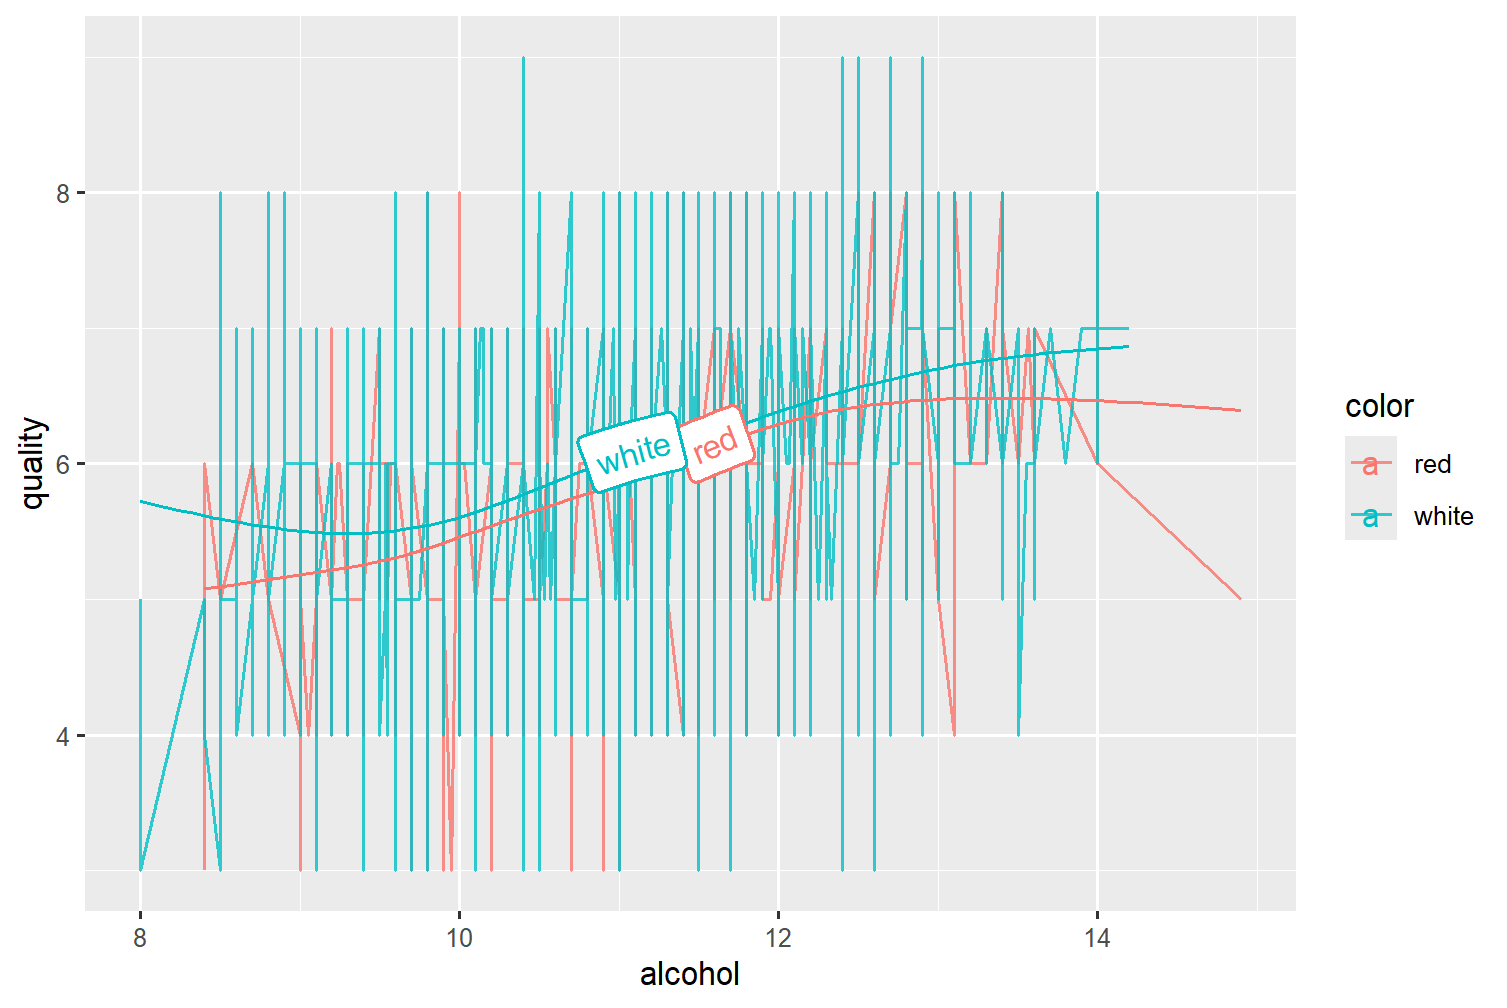 quality
8
6
4
white
red
8 10 12 14
alcohol
color
a red
a white